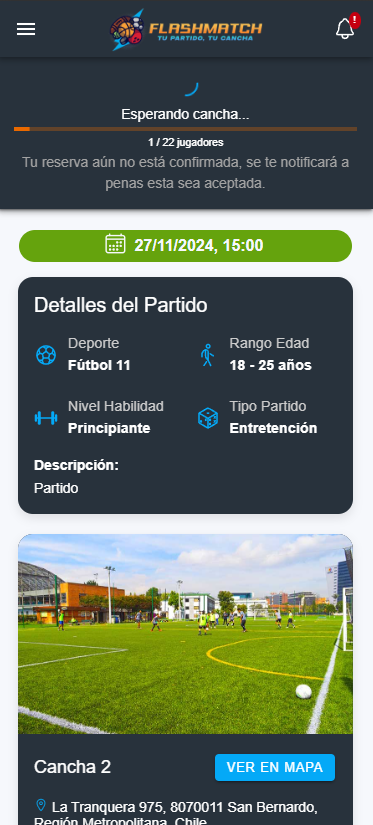 FLASHMATCH
TU PARTIDO, TU CANCHA
!
Esperando cancha...
1 / 22 jugadores
Tu reserva aún no está confirmada, se te notificará a
penas esta sea aceptada.
27/11/2024, 15:00
Detalles del Partido
Deporte
Fútbol 11
Rango Edad
18 - 25 años
Nivel Habilidad
Principiante
Tipo Partido
Entretención
Descripción:
Partido
Cancha 2
VER EN MAPA
La Tranquera 975, 8070011 San Bernardo,
Región Metropolitana, Chile